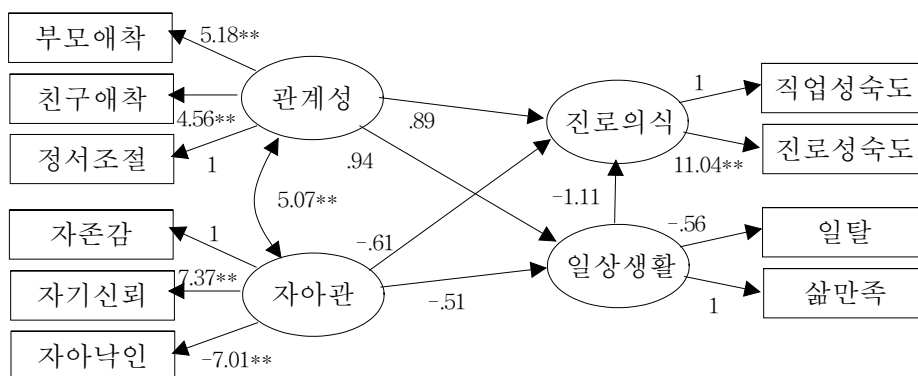 부모애착
5.18**
친구애착
관계성
1
직업성숙도
4.56**
.89
진로의식
정서조절
1
.94
11.04**
진로성숙도
5.07**
-1.11
자존감
1
-.61
-.56
일탈
자기신뢰
7.37**
자아관
일상생활
-.51
1
삶만족
자아낙인
-7.01**